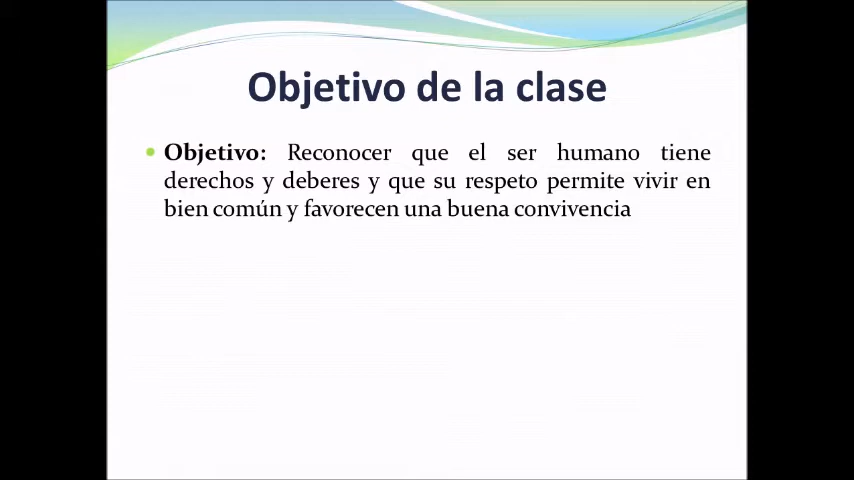 Objetivo de la clase
• Objetivo: Reconocer que el ser humano tiene
derechos y deberes y que su respeto permite vivir en
bien común y favorecen una buena convivencia